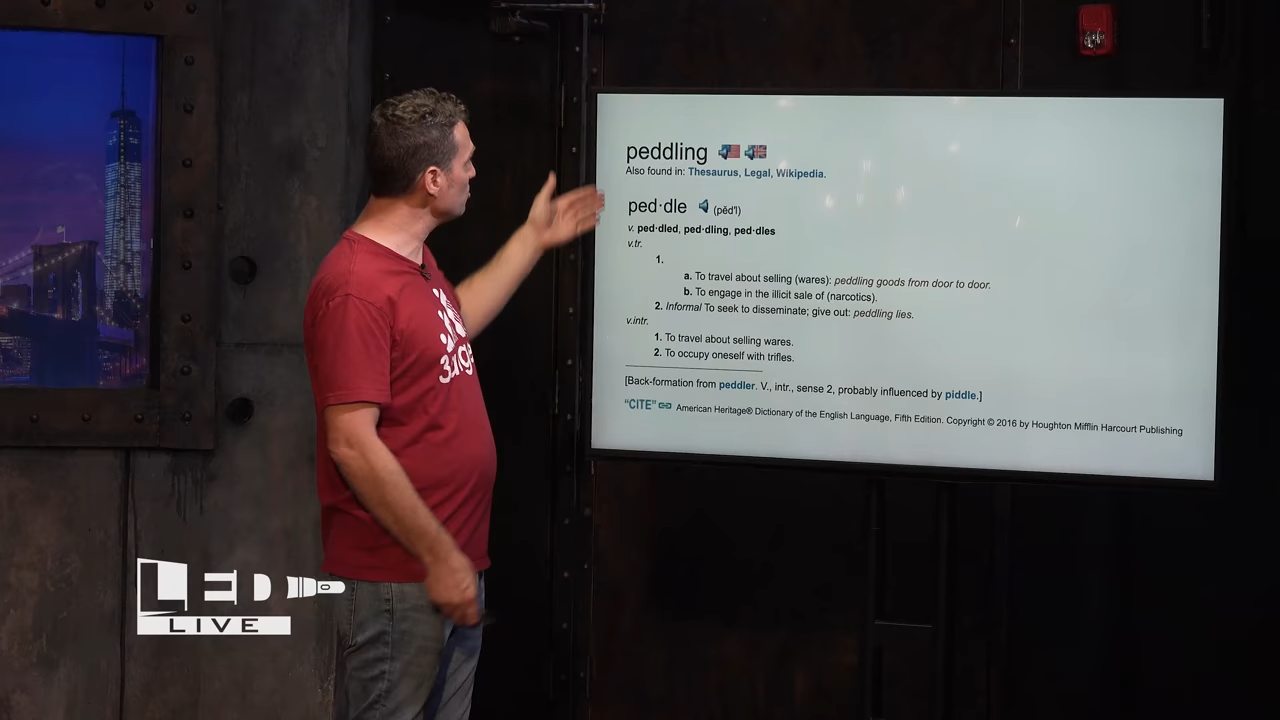 peddling
Also found in: Thesaurus, Legal, Wikipedia.
ped·dle (pĕd′l)
v. ped·dled, ped·dling, ped·dles
v.tr.
1.
a. To travel about selling (wares): peddling goods from door to door.
b. To engage in the illicit sale of (narcotics).
2. Informal To seek to disseminate; give out: peddling lies.
v.intr.
1. To travel about selling wares.
2. To occupy oneself with trifles.
[Back-formation from peddler. V., intr., sense 2, probably influenced by piddle.]
"CITE" American Heritage® Dictionary of the English Language, Fifth Edition. Copyright © 2016 by Houghton Mifflin Harcourt Publishing
LED
LIVE